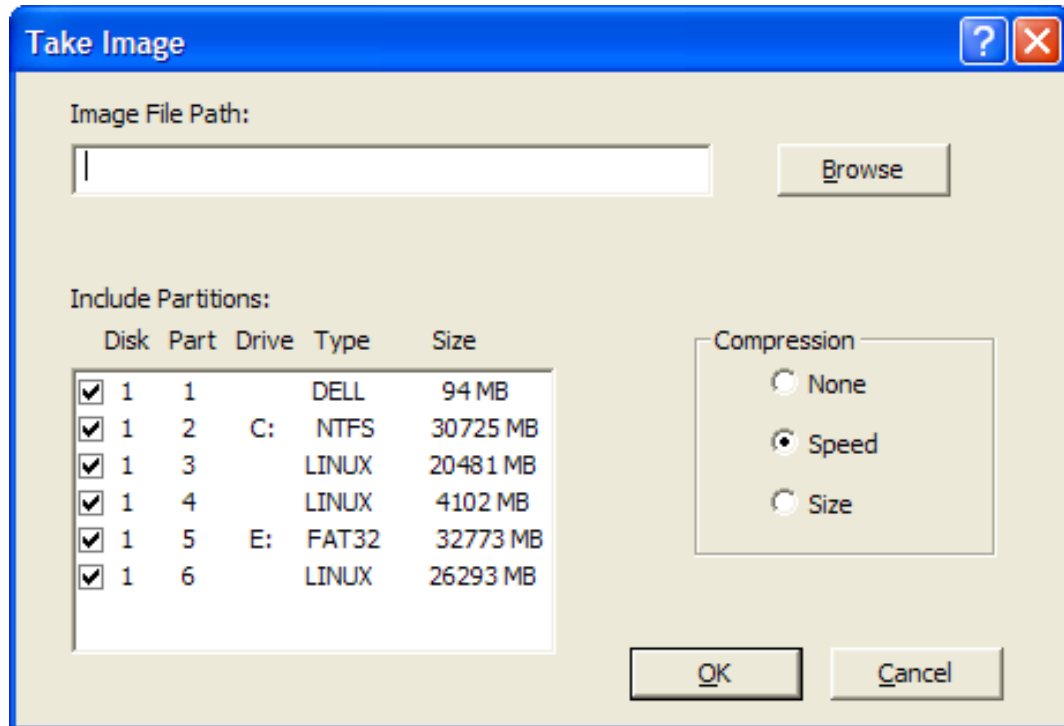 Take Image
Image File Path:
Browse
Include Partitions:
Disk Part Drive Type Size
1 1 DELL 94 MB
1 2 C: NTFS 30725 MB
1 3 LINUX 20481 MB
1 4 LINUX 4102 MB
1 5 E: FAT32 32773 MB
1 6 LINUX 26293 MB
Compression
None
Speed
Size
OK
Cancel